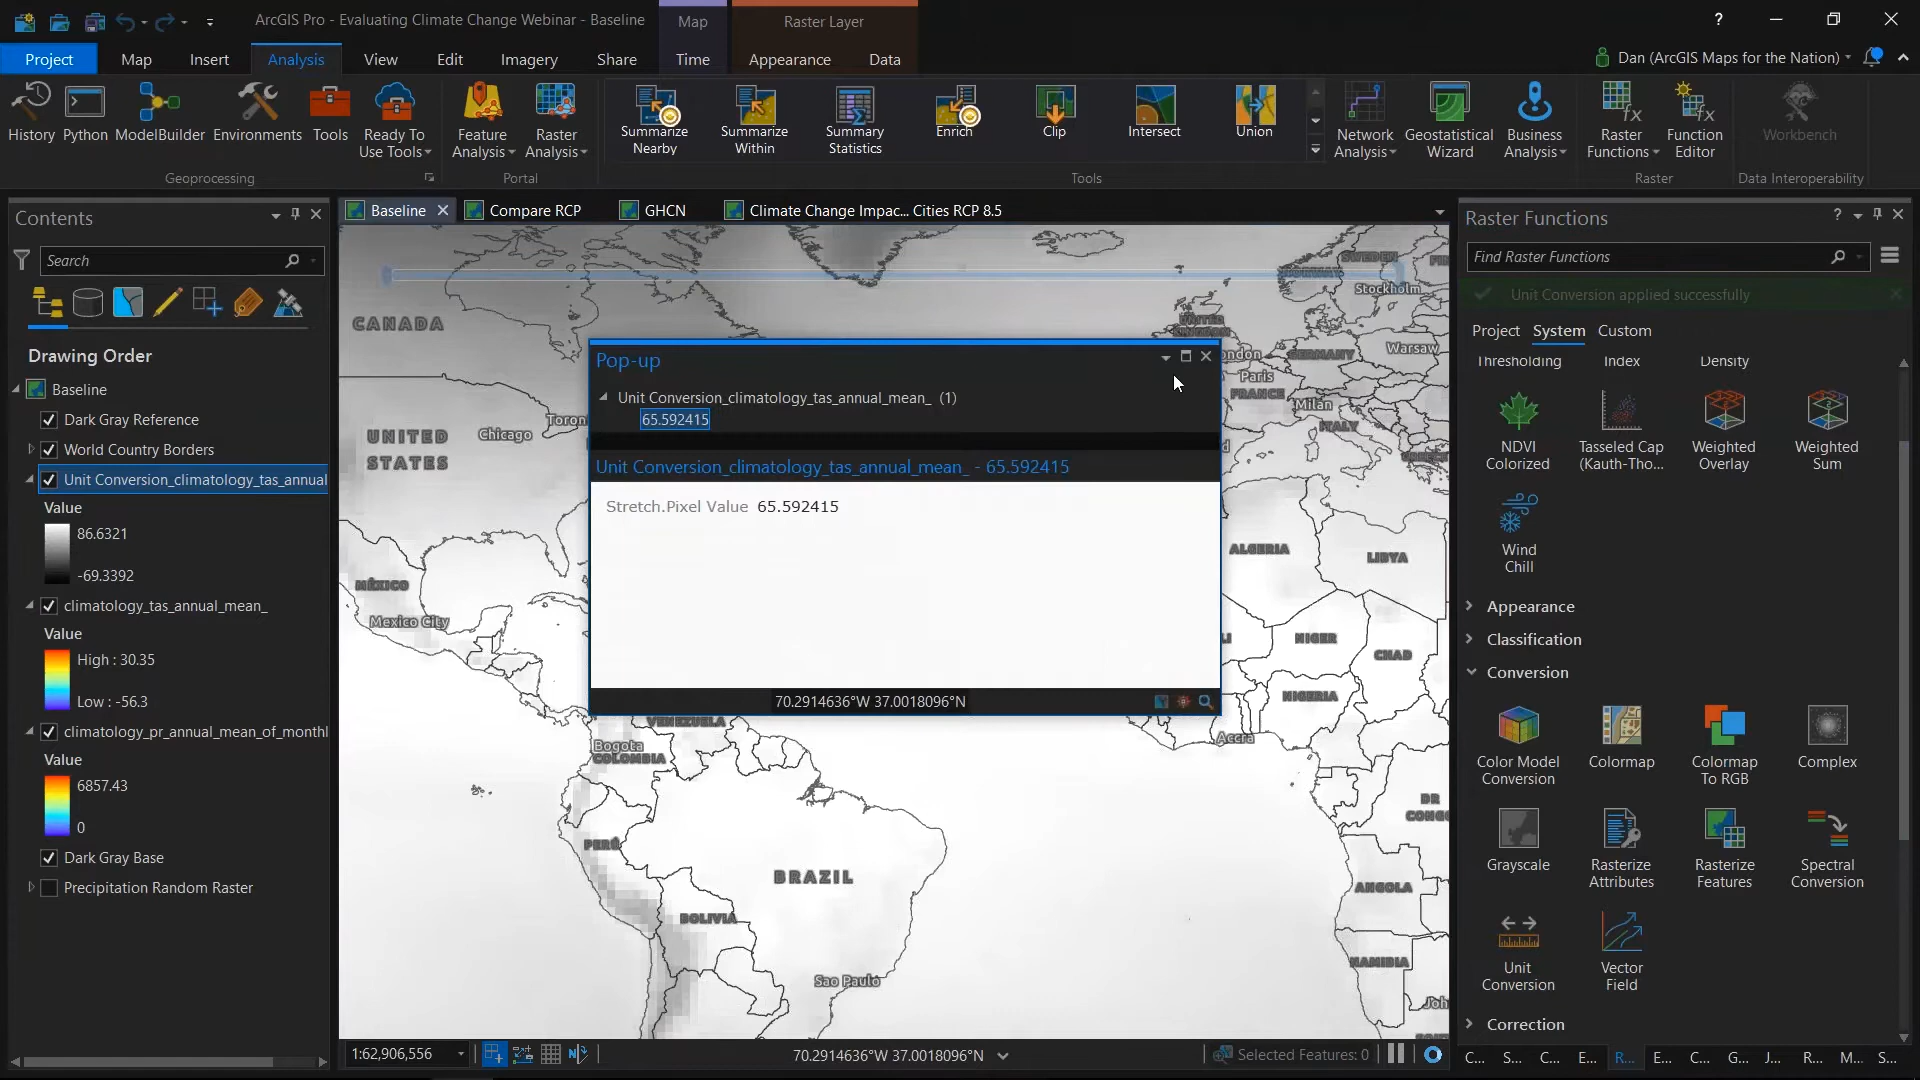 ArcGIS Pro - Evaluating Climate Change Webinar - Baseline
Map
Raster Layer
?
Project
Map
Insert
Analysis
View
Edit
Imagery
Share
Time
Appearance
Data
Dan (ArcGIS Maps for the Nation)
History
Python
ModelBuilder
Environments
Tools
Ready To
Use Tools
Feature
Analysis
Raster
Analysis
Summarize
Nearby
Summarize
Within
Summary
Statistics
Enrich
Clip
Intersect
Union
Network
Analysis
Geostatistical
Wizard
Business
Analysis
Raster
Functions
Function
Editor
Workbench
Geoprocessing
Portal
Tools
Raster
Data Interoperability
Contents
Search
Drawing Order
Baseline
Dark Gray Reference
World Country Borders
Unit Conversion_climatology_tas_annual
Value
86.6321
-69.3392
climatology_tas_annual_mean_
Value
High : 30.35
Low : -56.3
climatology_pr_annual_mean_of_monthl
Value
6857.43
0
Dark Gray Base
Precipitation Random Raster
Baseline
Compare RCP
GHCN
Climate Change Impac... Cities RCP 8.5
CANADA
UNITED
STATES
Chicago
Toron
MÉXICO
Mexico City
SWEDEN
NORWAY
Stockholm
UNITED
KINGDOM
ondon
GERMANY
Warsaw
Paris
FRANCE
Milan
ITALY
ALGERIA
LIBYA
NIGER
CHAD
NIGERIA
Accra
VENEZUELA
Bogota
COLOMBIA
PERÚ
BRAZIL
BOLIVIA
Sao Paulo
DR
CONG
ANGOLA
NAMIBIA
Joh
Pop-up
Unit Conversion_climatology_tas_annual_mean_ (1)
65.592415
Unit Conversion_climatology_tas_annual_mean_ - 65.592415
Stretch.Pixel Value 65.592415
70.2914636°W 37.0018096°N
1:62,906,556
70.2914636°W 37.0018096°N
Selected Features: 0
Raster Functions
?
Find Raster Functions
Unit Conversion applied successfully
Project
System
Custom
Thresholding
Index
Density
NDVI
Colorized
Tasseled Cap
(Kauth-Tho...
Weighted
Overlay
Weighted
Sum
Wind
Chill
Appearance
Classification
Conversion
Color Model
Conversion
Colormap
Colormap
To RGB
Complex
Grayscale
Rasterize
Attributes
Rasterize
Features
Spectral
Conversion
Unit
Conversion
Vector
Field
Correction
C... S... C... E... R... E... C... G... J... R... M... S...